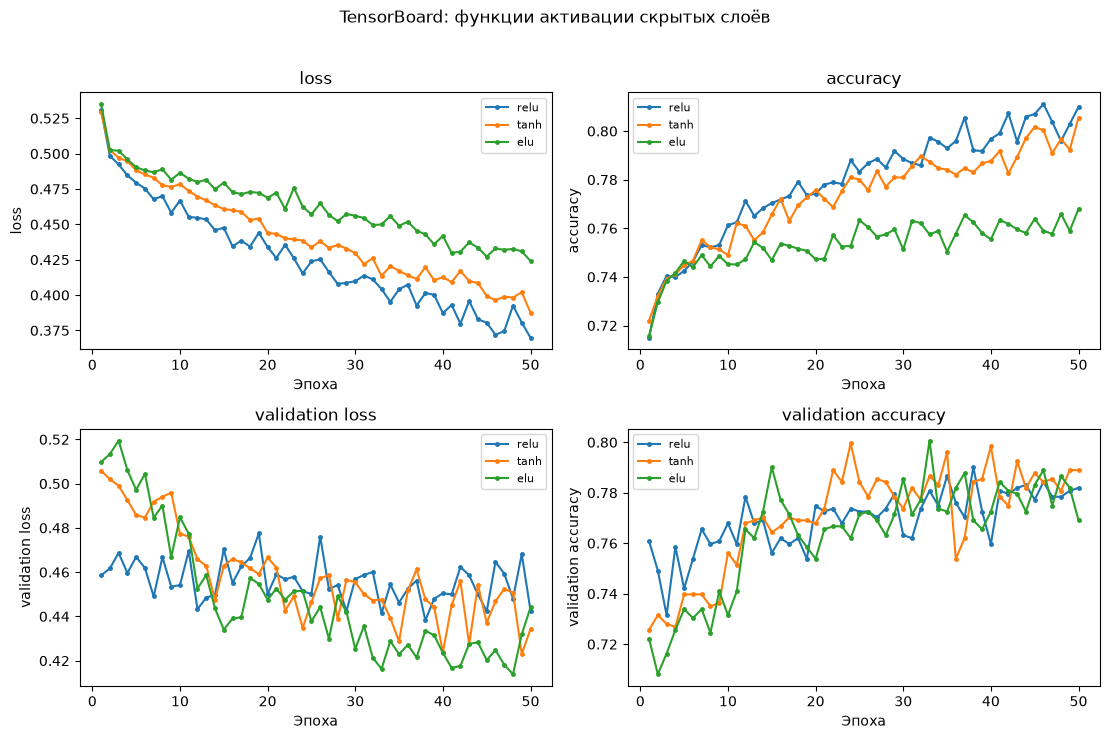 TensorBoard: функции активации скрытых слоёв
loss
loss
0.525
0.500
0.475
0.450
0.425
0.400
0.375
relu
tanh
elu
0 10 20 30 40 50
Эпоха
accuracy
accuracy
0.80
0.78
0.76
0.74
0.72
relu
tanh
elu
0 10 20 30 40 50
Эпоха
validation loss
validation loss
0.52
0.50
0.48
0.46
0.44
0.42
relu
tanh
elu
0 10 20 30 40 50
Эпоха
validation accuracy
validation accuracy
0.80
0.78
0.76
0.74
0.72
relu
tanh
elu
0 10 20 30 40 50
Эпоха